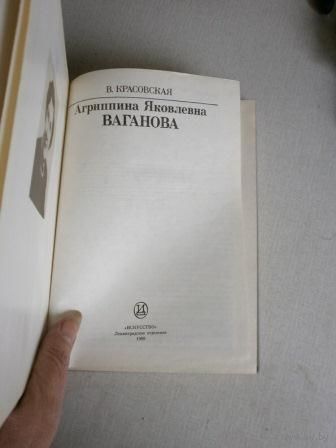 В. КРАСОВСКАЯ
Агриппина Яковлевна
ВАГАНОВА
«ИСКУССТВО»
Ленинградское отделение
1989